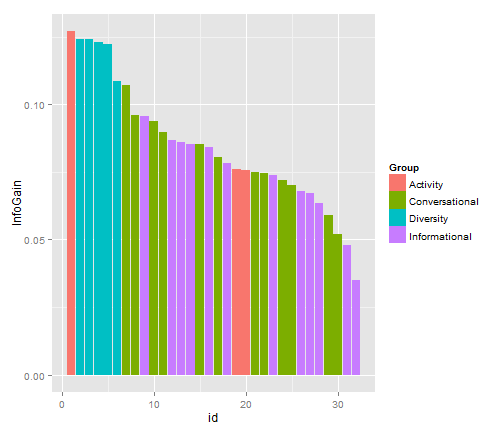 InfoGain
0.10
0.05
0.00
0
10
20
30
id
Group
Activity
Conversational
Diversity
Informational